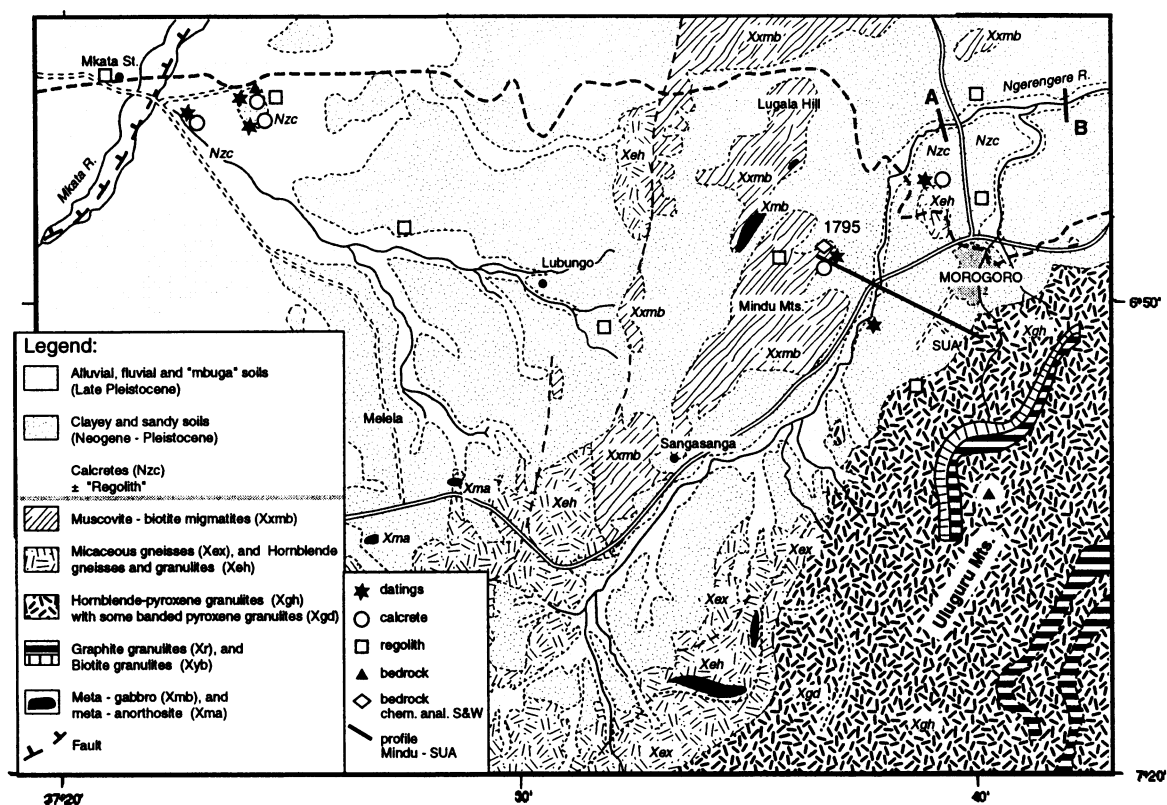 Mkata St.
Xxmb
Xxmb
Ngerengere R.
Lugala Hill
A
B
Nzc
Nzc
Nzc
Nzc
Xeh
Mkata R.
Xxmb
Xeh
Xmb
1795
Lubungo
MOROGORO
Mindu Mts.
6°50'
Xxmb
Xxmb
SUA
Xgh
Legend:
Alluvial, fluvial and "mbuga" soils
(Late Pleistocene)
Clayey and sandy soils
(Neogene - Pleistocene)
Calcretes (Nzc)
± "Regolith"
Muscovite - biotite migmatites (Xxmb)
Micaceous gneisses (Xex), and Hornblende
gneisses and granulites (Xeh)
Hornblende-pyroxene granulites (Xgh)
with some banded pyroxene granulites (Xgd)
Graphite granulites (Xr), and
Biotite granulites (Xyb)
Meta - gabbro (Xmb), and
meta - anorthosite (Xma)
Fault
Melela
Sangasanga
Xxmb
Xma
Xeh
Xma
Xex
Uluguru Mts.
Xex
Xeh
Xgd
Xgh
Xex
datings
calcrete
regolith
bedrock
bedrock
chem. anal. S&W
profile
Mindu - SUA
7°20'
37°20'
30'
40'